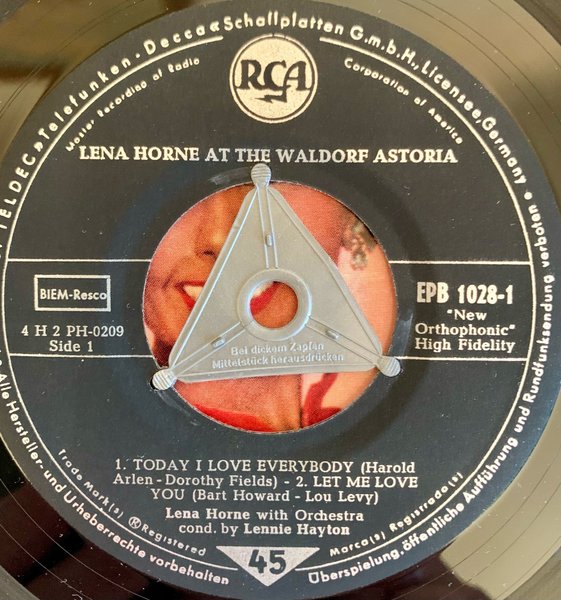 TELDEC »Telefunken - Decca« Schallplatten G.m.b.H., Licensee, Germany
Master Recording of Radio Corporation of America
RCA
LENA HORNE AT THE WALDORF ASTORIA
BIEM-Resco
4 H 2 PH-0209
Side 1
EPB 1028-1
"New
Orthophonic"
High Fidelity
Bei dickem Zapfen
Mittelstück herausdrücken
1. TODAY I LOVE EVERYBODY (Harold
Arlen - Dorothy Fields) - 2. LET ME LOVE
YOU (Bart Howard - Lou Levy)
Lena Horne with Orchestra
cond. by Lennie Hayton
Trade Mark(s) ® Registered
Marca(s) Registrada(s)
45
Alle Hersteller- und Urheberrechte vorbehalten
Überspielung, öffentliche Aufführung und Rundfunksendung verboten